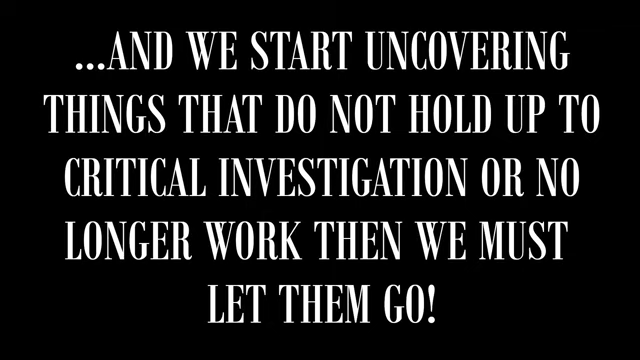 ...AND WE START UNCOVERING
THINGS THAT DO NOT HOLD UP TO
CRITICAL INVESTIGATION OR NO
LONGER WORK THEN WE MUST
LET THEM GO!